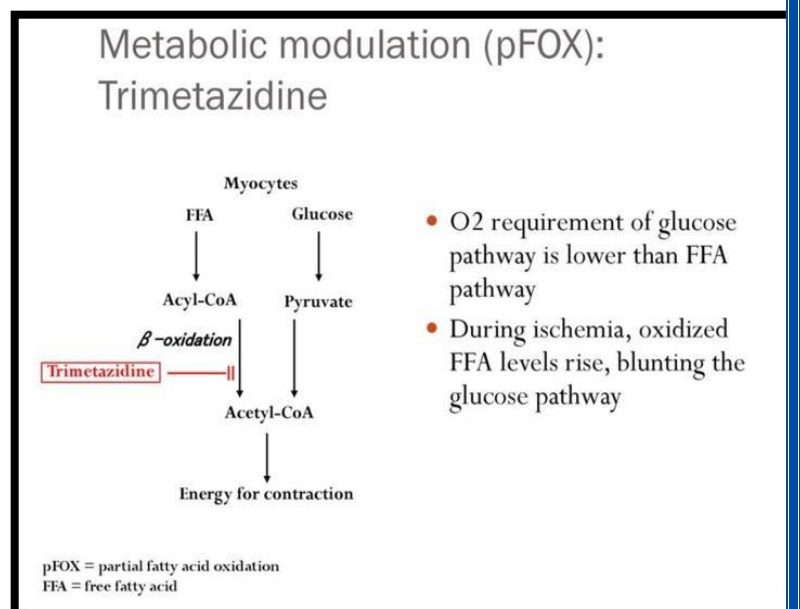 Metabolic modulation (pFOX):
Trimetazidine
Myocytes
FFA
Glucose
Acyl-CoA
Pyruvate
β-oxidation
Trimetazidine
Acetyl-CoA
Energy for contraction
• O2 requirement of glucose
pathway is lower than FFA
pathway
• During ischemia, oxidized
FFA levels rise, blunting the
glucose pathway
pFOX = partial fatty acid oxidation
FFA = free fatty acid